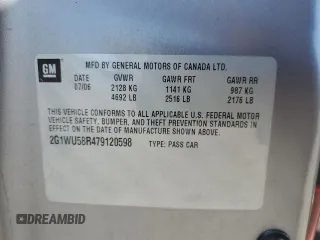 GM
MFD BY GENERAL MOTORS OF CANADA LTD.
DATE GVWR GAWR FRT GAWR RR
07/06 2128 KG 1141 KG 987 KG
4692 LB 2516 LB 2176 LB
THIS VEHICLE CONFORMS TO ALL APPLICABLE U.S. FEDERAL MOTOR
VEHICLE SAFETY, BUMPER, AND THEFT PREVENTION STANDARDS IN
EFFECT ON THE DATE OF MANUFACTURE SHOWN ABOVE.
2G1WU58R479120598 TYPE: PASS CAR
DREAMBID